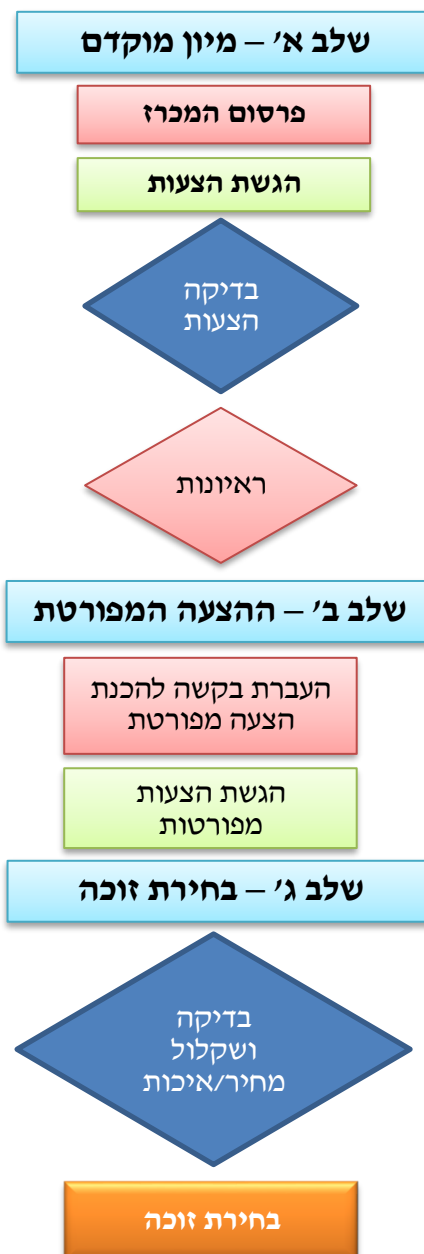 שלב א' – מיון מוקדם
פרסום המכרז
הגשת הצעות
בדיקה
הצעות
ראיונות
שלב ב' – ההצעה המפורטת
העברת בקשה להכנת
הצעה מפורטת
הגשת הצעות
מפורטות
שלב ג' – בחירת זוכה
בדיקה
ושקלול
מחיר/איכות
בחירת זוכה